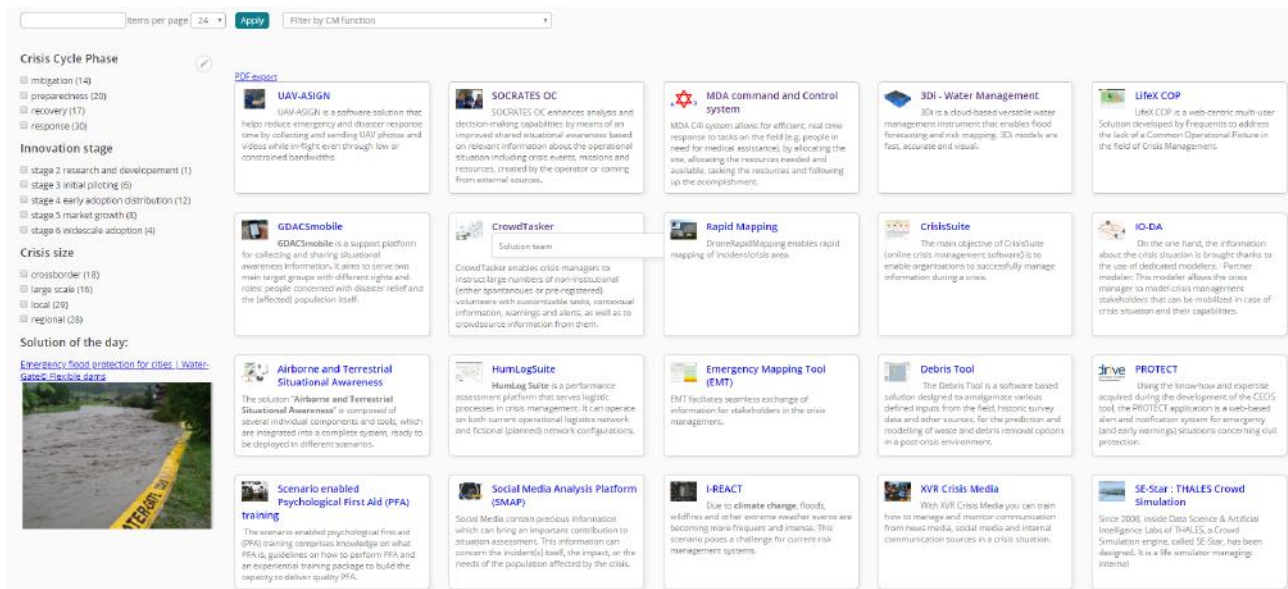 Items per page 24 Apply Filter by CM function
Crisis Cycle Phase
mitigation (14)
preparedness (29)
recovery (17)
response (30)
Innovation stage
stage 2 research and developement (1)
stage 3 initial piloting (6)
stage 4 early adoption distribution (12)
stage 5 market growth (8)
stage 6 widescale adoption (4)
Crisis size
crossborder (18)
large scale (16)
local (29)
regional (28)
Solution of the day:
Emergency flood protection for cities | Water-
Gate© Flexible dams
WATER-GATE
PDF export
UAV-ASIGN
UAV-ASIGN is a software solution that
helps reduce emergency and disaster response
time by collecting and sending UAV photos and
videos while in-flight even through low or
constrained bandwidths.
SOCRATES OC
SOCRATES OC enhances analysis and
decision-making capabilities by means of an
improved shared situational awareness based
on relevant information about the operational
situation including crisis events, missions and
resources, created by the operator or coming
from external sources.
MDA command and Control
system
MDA C4I system allows for efficient, real time
response to tasks on the field (e.g. people in
need for medical assistance), by allocating the
site, allocating the resources needed and
available, tasking the resources and following
up the acomplishment.
3Di - Water Management
3Di is a cloud-based versatile water
management instrument that enables flood
forecasting and risk mapping. 3Di models are
fast, accurate and visual.
LifeX COP
LifeX COP is a web-centric multi-user
Solution developed by Frequentis to address
the lack of a Common Operational Picture in
the field of Crisis Management.
GDACSmobile
GDACSmobile is a support platform
for collecting and sharing situational
awareness information. It aims to serve two
main target groups with different rights and
roles: people concerned with disaster relief and
the (affected) population itself.
CrowdTasker
Solution team
CrowdTasker enables crisis managers to
instruct large numbers of non-institutional
(either spontanoues or pre-registered)
volunteers with customizable tasks, contextual
information, warnings and alerts, as well as to
crowdsource information from them.
Rapid Mapping
DroneRapidMapping enables rapid
mapping of incident/crisis area.
CrisisSuite
The main objective of CrisisSuite
(online crisis management software) is to
enable organisations to successfully manage
information during a crisis.
IO-DA
On the one hand, the information
about the crisis situation is brought thanks to
the use of dedicated modelers: - Partner
modeler: This modeler allows the crisis
manager to model crisis management
stakeholders that can be mobilized in case of
crisis situation and their capabilities.
Airborne and Terrestrial
Situational Awareness
The solution "Airborne and Terrestrial
Situational Awareness" is composed of
several individual components and tools, which
are integrated into a complete system, ready to
be deployed in different scenarios.
HumLogSuite
HumLog Suite is a performance
assessment platform that serves logistic
processes in crisis management. It can operate
on both current operational logistics network
and fictional (planned) network configurations.
Emergency Mapping Tool
(EMT)
EMT faciliates seamless exchange of
information for stakeholders in the crisis
management.
Debris Tool
The Debris Tool is a software based
solution designed to amalgamate various
defined inputs from the field, historic survey
data and other sources, for the prediction and
modelling of waste and debris removal options
in a post-crisis environment.
drive
PROTECT
Using the know-how and expertise
acquired during the development of the CEOS
tool, the PROTECT application is a web-based
alert and notification system for emergency
(and early warnings) situations concerning civil
protection.
Scenario enabled
Psychological First Aid (PFA)
training
The scenario enabled psychological first aid
(PFA) training comprises knowledge on what
PFA is, guidelines on how to perform PFA and
an experiential training package to build the
capacity to deliver quality PFA.
Social Media Analysis Platform
(SMAP)
Social Media contain precious information
which can bring an important contribution to
situation assessment. This information can
concern the incident(s) itself, the impact, or the
needs of the population affected by the crisis.
I-REACT
Due to climate change, floods,
wildfires and other extreme weather events are
becoming more frequent and intense. This
scenario poses a challenge for current risk
management systems.
XVR Crisis Media
With XVR Crisis Media you can train
how to manage and monitor communication
from news media, social media and internal
communication sources in a crisis situation.
SE-Star : THALES Crowd
Simulation
Since 2008, inside Data Science & Artificial
Intelligence Labs of THALES, a Crowd
Simulation engine, called SE-Star, has been
designed. It is a life simulator managing:
internal